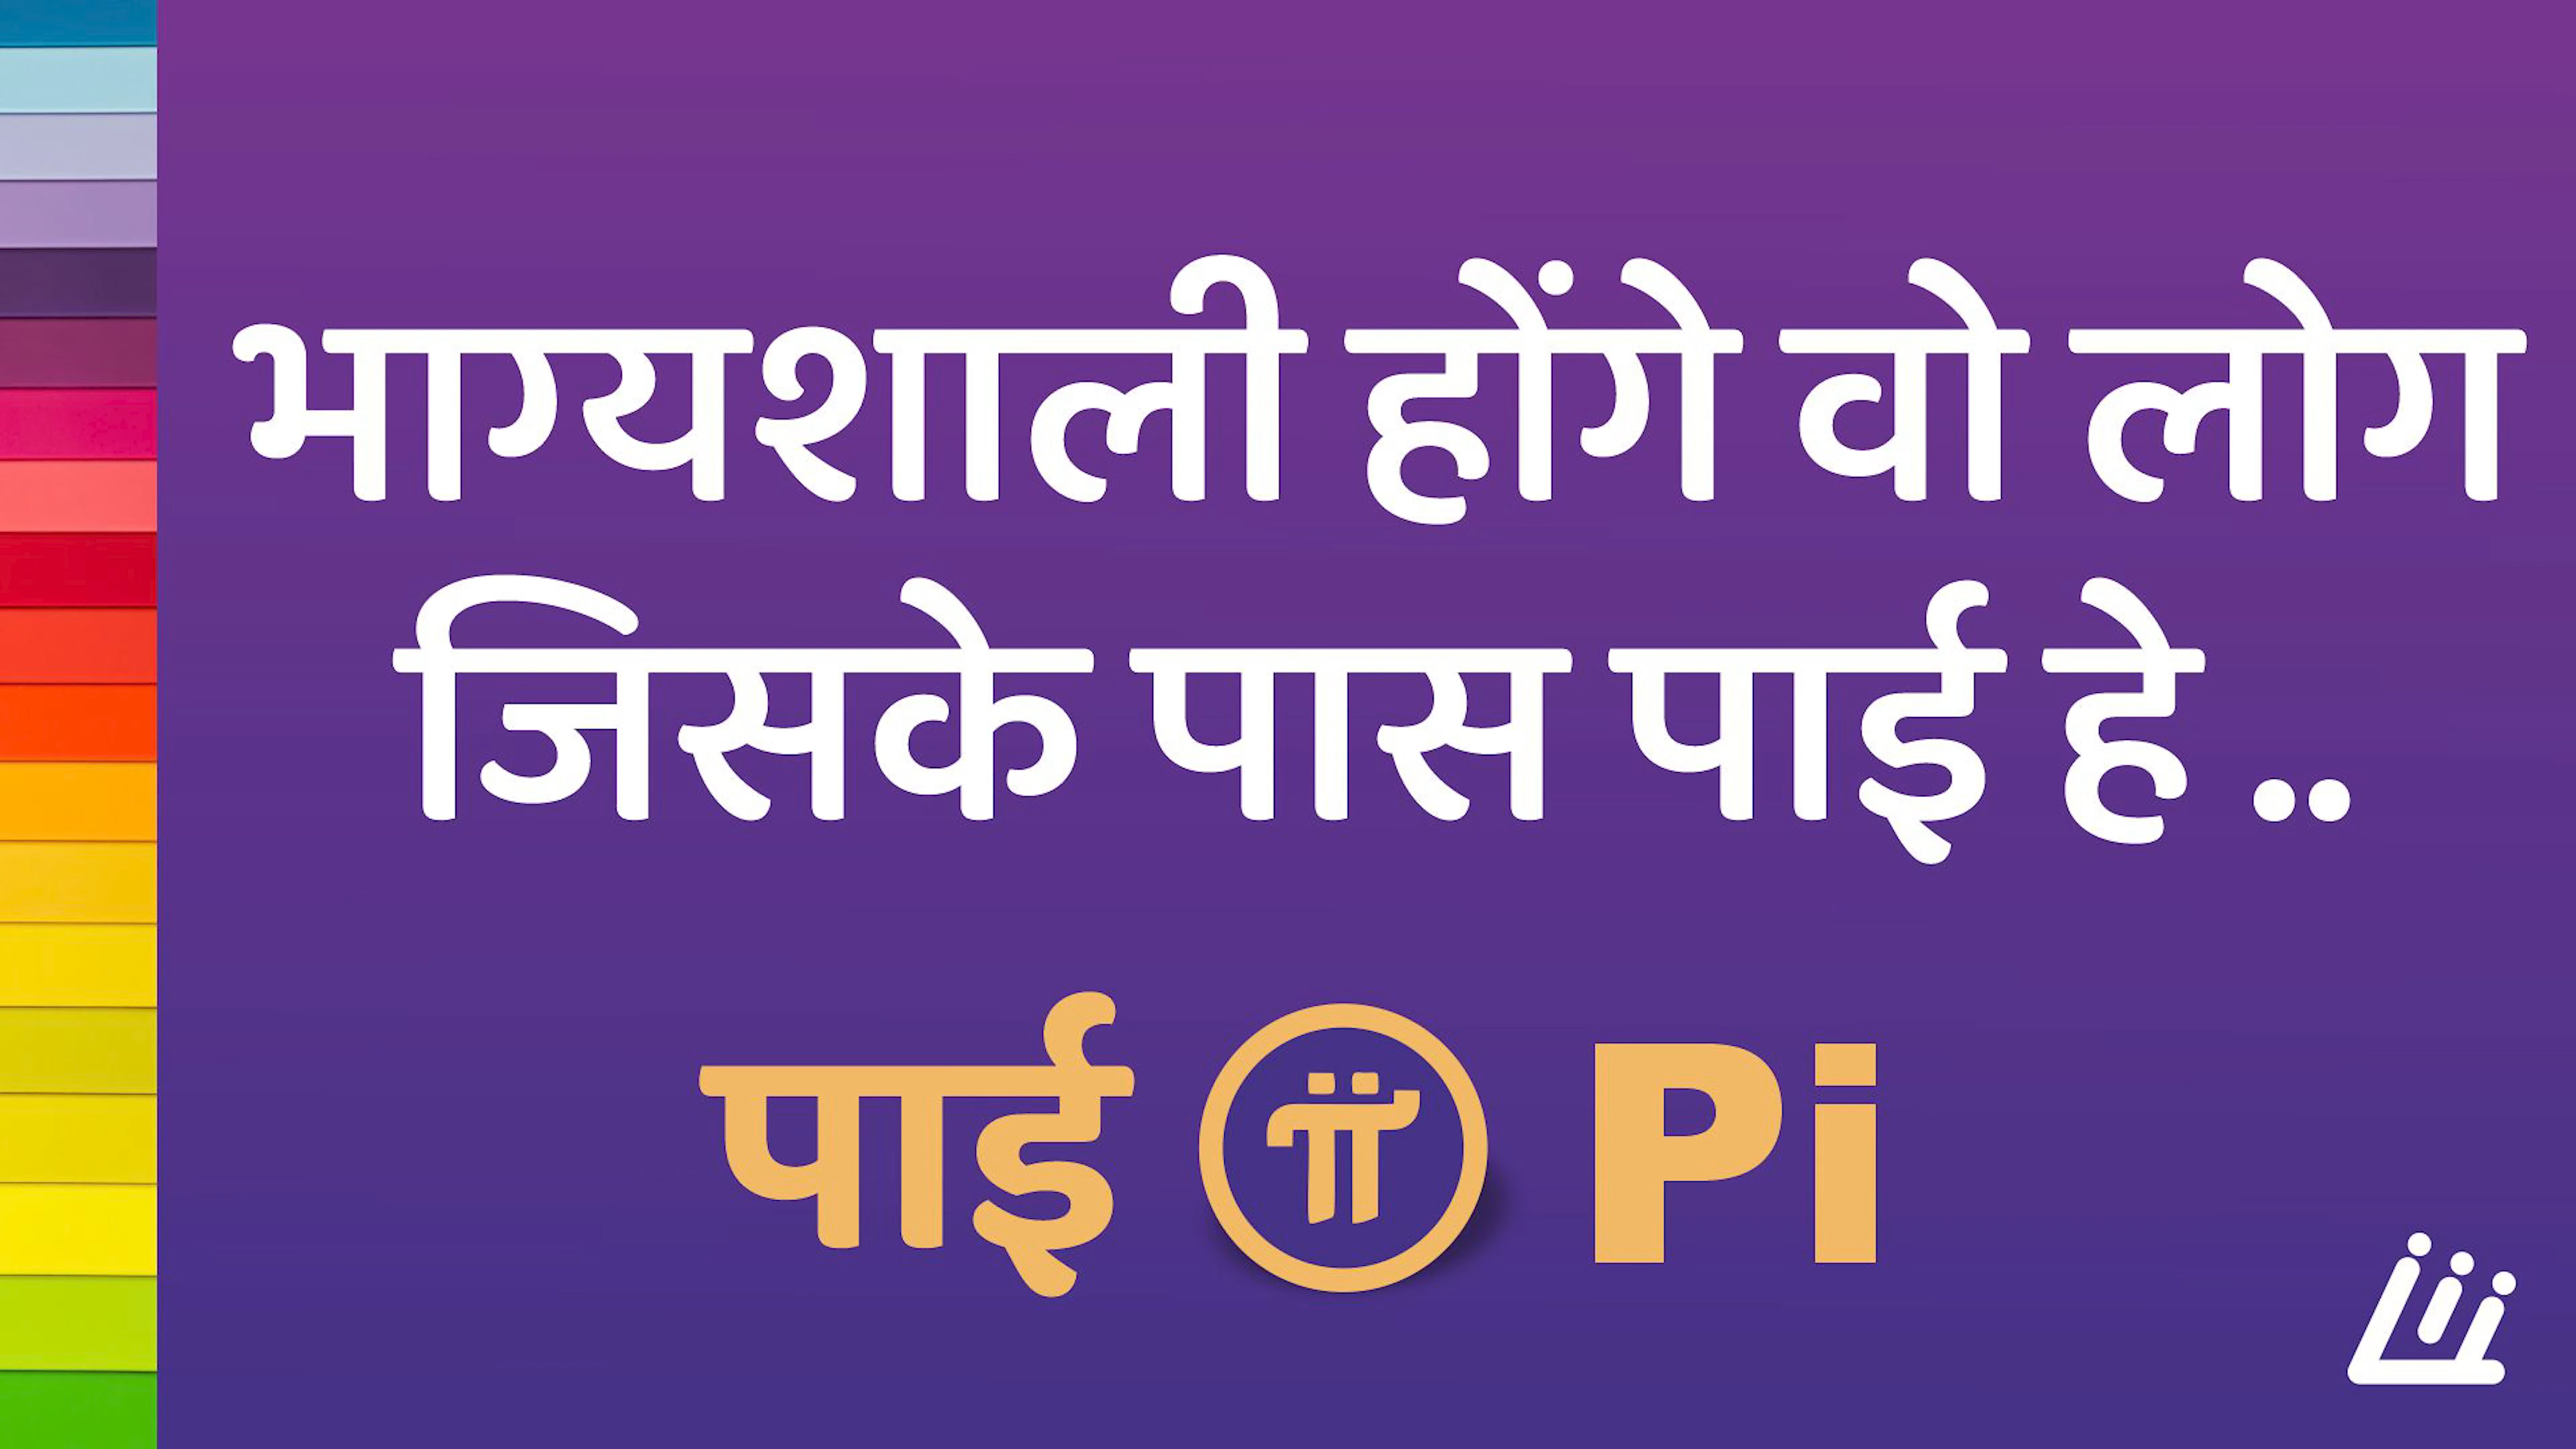 भाग्यशाली होंगे वो लोग
जिसके पास पाई हे ..
पाई π Pi